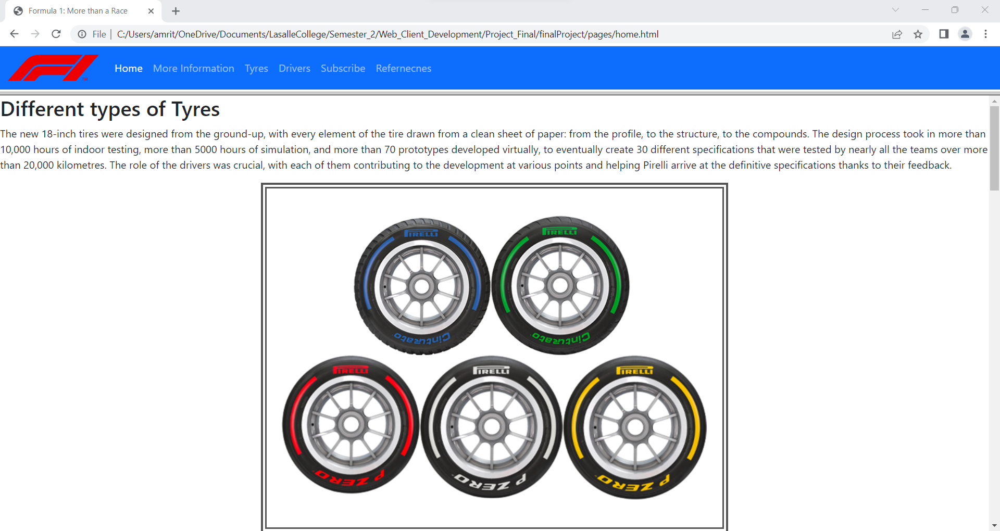 Formula 1: More than a Race
File | C:/Users/amrit/OneDrive/Documents/LasalleCollege/Semester_2/Web_Client_Development/Project_Final/finalProject/pages/home.html
F1 TM Home More Information Tyres Drivers Subscribe Refernecnes
Different types of Tyres
The new 18-inch tires were designed from the ground-up, with every element of the tire drawn from a clean sheet of paper: from the profile, to the structure, to the compounds. The design process took in more than
10,000 hours of indoor testing, more than 5000 hours of simulation, and more than 70 prototypes developed virtually, to eventually create 30 different specifications that were tested by nearly all the teams over more
than 20,000 kilometres. The role of the drivers was crucial, with each of them contributing to the development at various points and helping Pirelli arrive at the definitive specifications thanks to their feedback.
PIRELLI PIRELLI
Cinturato Cinturato
PIRELLI PIRELLI PIRELLI
P ZERO P ZERO P ZERO